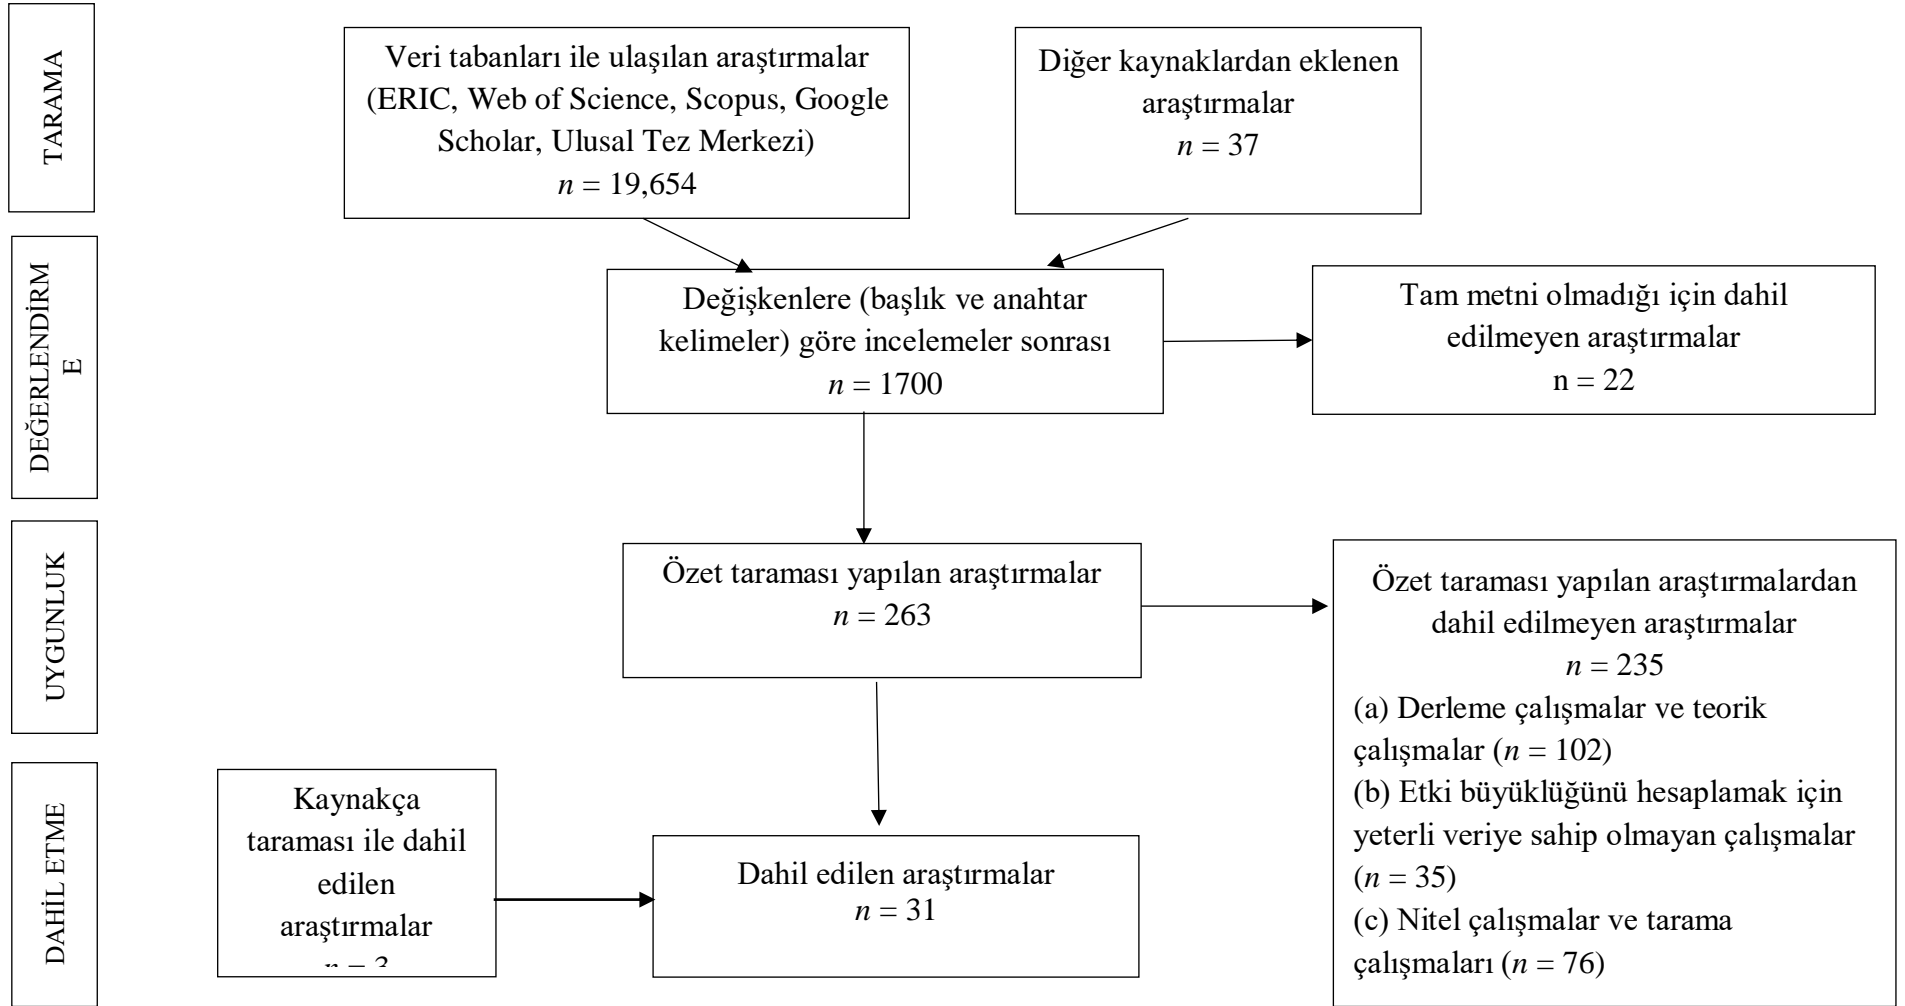 TARAMA
Veri tabanları ile ulaşılan araştırmalar
(ERIC, Web of Science, Scopus, Google
Scholar, Ulusal Tez Merkezi)
n = 19,654
Diğer kaynaklardan eklenen
araştırmalar
n = 37
DEĞERLENDİRM
E
Değişkenlere (başlık ve anahtar
kelimeler) göre incelemeler sonrası
n = 1700
Tam metni olmadığı için dahil
edilmeyen araştırmalar
n = 22
UYGUNLUK
Özet taraması yapılan araştırmalar
n = 263
Özet taraması yapılan araştırmalardan
dahil edilmeyen araştırmalar
n = 235
(a) Derleme çalışmalar ve teorik
çalışmalar (n = 102)
(b) Etki büyüklüğünü hesaplamak için
yeterli veriye sahip olmayan çalışmalar
(n = 35)
(c) Nitel çalışmalar ve tarama
çalışmaları (n = 76)
DAHİL ETME
Kaynakça
taraması ile dahil
edilen
araştırmalar
n = 3
Dahil edilen araştırmalar
n = 31